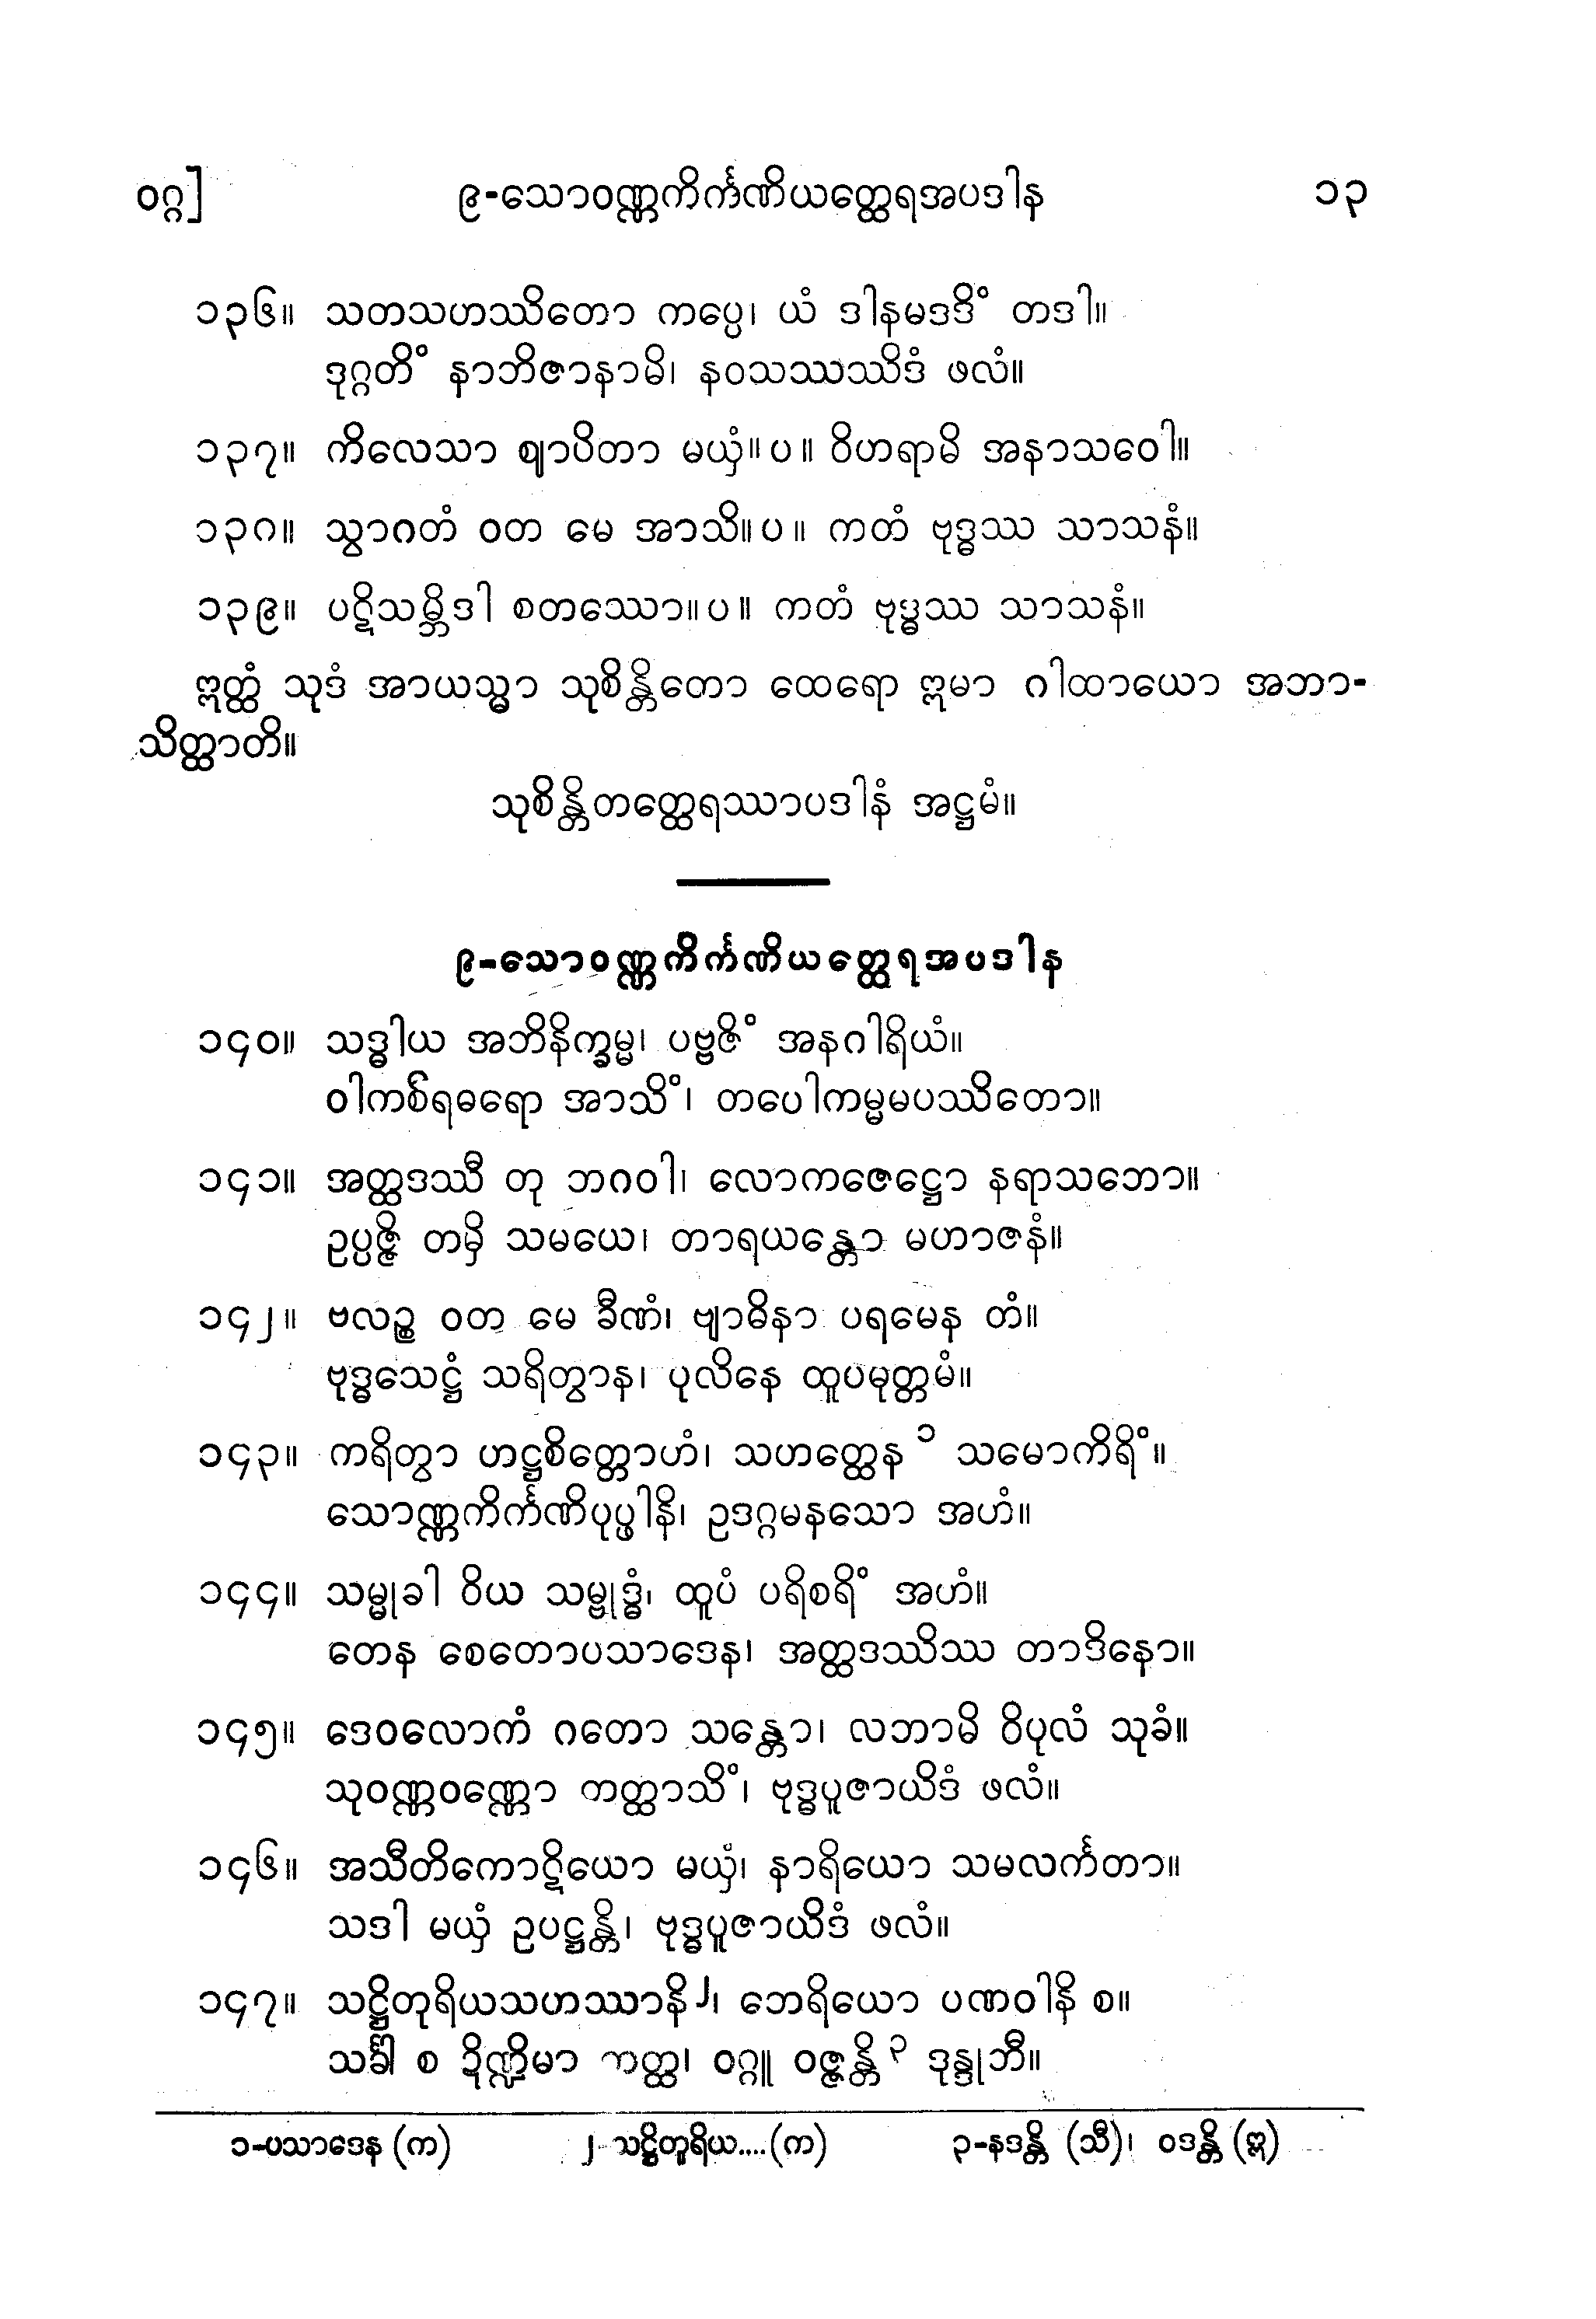 ဝဂ္ဂ] ၉-သောဝဏ္ဏကိင်္ကဏိယတ္ထေရအပဒါန ၁၃
၁၃၆။ သတသဟဿိတော ကပ္ပေ၊ ယံ ဒါနမဒဒိံ တဒါ။
ဒုဂ္ဂတိံ နာဘိဇာနာမိ၊ နဝသဿဿိဒံ ဖလံ။
၁၃၇။ ကိလေသာ ဈာပိတာ မယှံ။ ပ။ ဝိဟရာမိ အနာသဝေါ။
၁၃၈။ သွာဂတံ ဝတ မေ အာသိ။ ပ။ ကတံ ဗုဒ္ဓဿ သာသနံ။
၁၃၉။ ပဋိသမ္ဘိဒါ စတဿော။ ပ။ ကတံ ဗုဒ္ဓဿ သာသနံ။
ဣတ္ထံ သုဒံ အာယသ္မာ သုစိန္တိတော ထေရော ဣမာ ဂါထာယော အဘာ-
သိတ္ထာတိ။
သုစိန္တိတတ္ထေရဿာပဒါနံ အဋ္ဌမံ။
၉-သောဝဏ္ဏကိင်္ကဏိယတ္ထေရအပဒါန
၁၄၀။ သဒ္ဓါယ အဘိနိက္ခမ္မ၊ ပဗ္ဗဇိံ အနဂါရိယံ။
ဝါကစီရဓရော အာသိံ၊ တပေါကမ္မမပဿိတော။
၁၄၁။ အတ္ထဒဿီ တု ဘဂဝါ၊ လောကဇေဋ္ဌော နရာသဘော။
ဥပ္ပဇ္ဇိ တမှိ သမယေ၊ တာရယန္တော မဟာဇနံ။
၁၄၂။ ဗလဉ္စ ဝတ မေ ခီဏံ၊ ဗျာဓိနာ ပရမေန တံ။
ဗုဒ္ဓသေဋ္ဌံ သရိတွာန၊ ပုလိနေ ထူပမုတ္တမံ။
၁၄၃။ ကရိတွာ ဟဋ္ဌစိတ္တောဟံ၊ သဟတ္ထေန ၁ သမောကိရိံ။
သောဏ္ဏကိင်္ကဏိပုပ္ဖါနိ၊ ဥဒဂ္ဂမနသော အဟံ။
၁၄၄။ သမ္မုခါ ဝိယ သမ္ဗုဒ္ဓံ၊ ထူပံ ပရိစရိံ အဟံ။
တေန စေတောပသာဒေန၊ အတ္ထဒဿိဿ တာဒိနော။
၁၄၅။ ဒေဝလောကံ ဂတော သန္တော၊ လဘာမိ ဝိပုလံ သုခံ။
သုဝဏ္ဏဝဏ္ဏော တတ္ထာသိံ၊ ဗုဒ္ဓပူဇာယိဒံ ဖလံ။
၁၄၆။ အသီတိကောဋိယော မယှံ၊ နာရိယော သမလင်္ကတာ။
သဒါ မယှံ ဥပဋ္ဌန္တိ၊ ဗုဒ္ဓပူဇာယိဒံ ဖလံ။
၁၄၇။ သဋ္ဌိတုရိယသဟဿာနိ၂၊ ဘေရိယော ပဏဝါနိ စ။
သင်္ခါ စ ဍိဏ္ဍိမာ တတ္ထ၊ ဝဂ္ဂူ ဝဇ္ဇန္တိ ၃ ဒုန္ဒုဘီ။
၁-ပသာဒေန (က) ၂-သဋ္ဌိတူရိယ....(က) ၃-နဒန္တိ (သီ)၊ ဝဒန္တိ (ဣ)